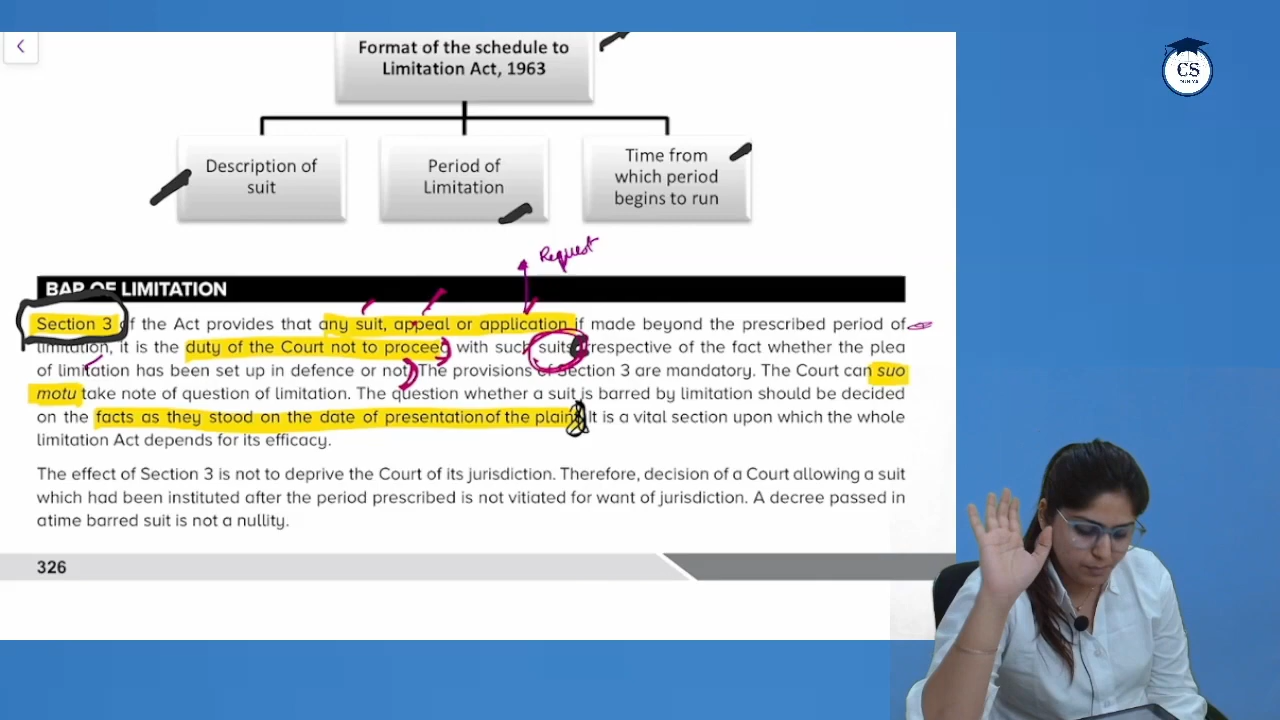 Format of the schedule to
Limitation Act, 1963
CS
Description of
suit
Period of
Limitation
Time from
which period
begins to run
Request
BAR OF LIMITATION
Section 3 of the Act provides that any suit, appeal or application if made beyond the prescribed period of
limitation, it is the duty of the Court not to proceed with such suits irrespective of the fact whether the plea
of limitation has been set up in defence or not. The provisions of Section 3 are mandatory. The Court can suo
motu take note of question of limitation. The question whether a suit is barred by limitation should be decided
on the facts as they stood on the date of presentationof the plaint. It is a vital section upon which the whole
limitation Act depends for its efficacy.
The effect of Section 3 is not to deprive the Court of its jurisdiction. Therefore, decision of a Court allowing a suit
which had been instituted after the period prescribed is not vitiated for want of jurisdiction. A decree passed in
atime barred suit is not a nullity.
326